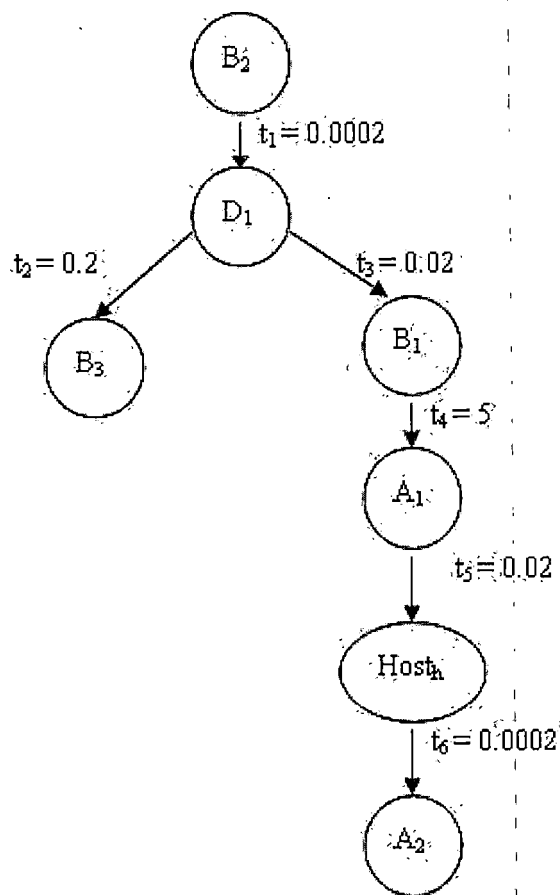 B₂
t₁ = 0.0002
D₁
t₂ = 0.2
t₃ = 0.02
B₃
B₁
t₄ = 5
A₁
t₅ = 0.02
Hostₕ
t₆ = 0.0002
A₂